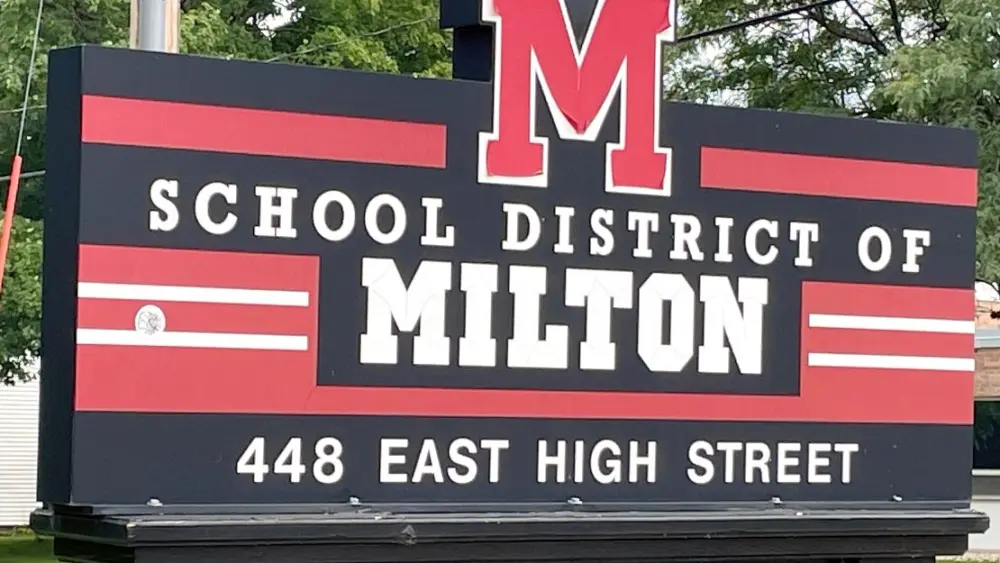 M
SCHOOL DISTRICT OF
MILTON
448 EAST HIGH STREET